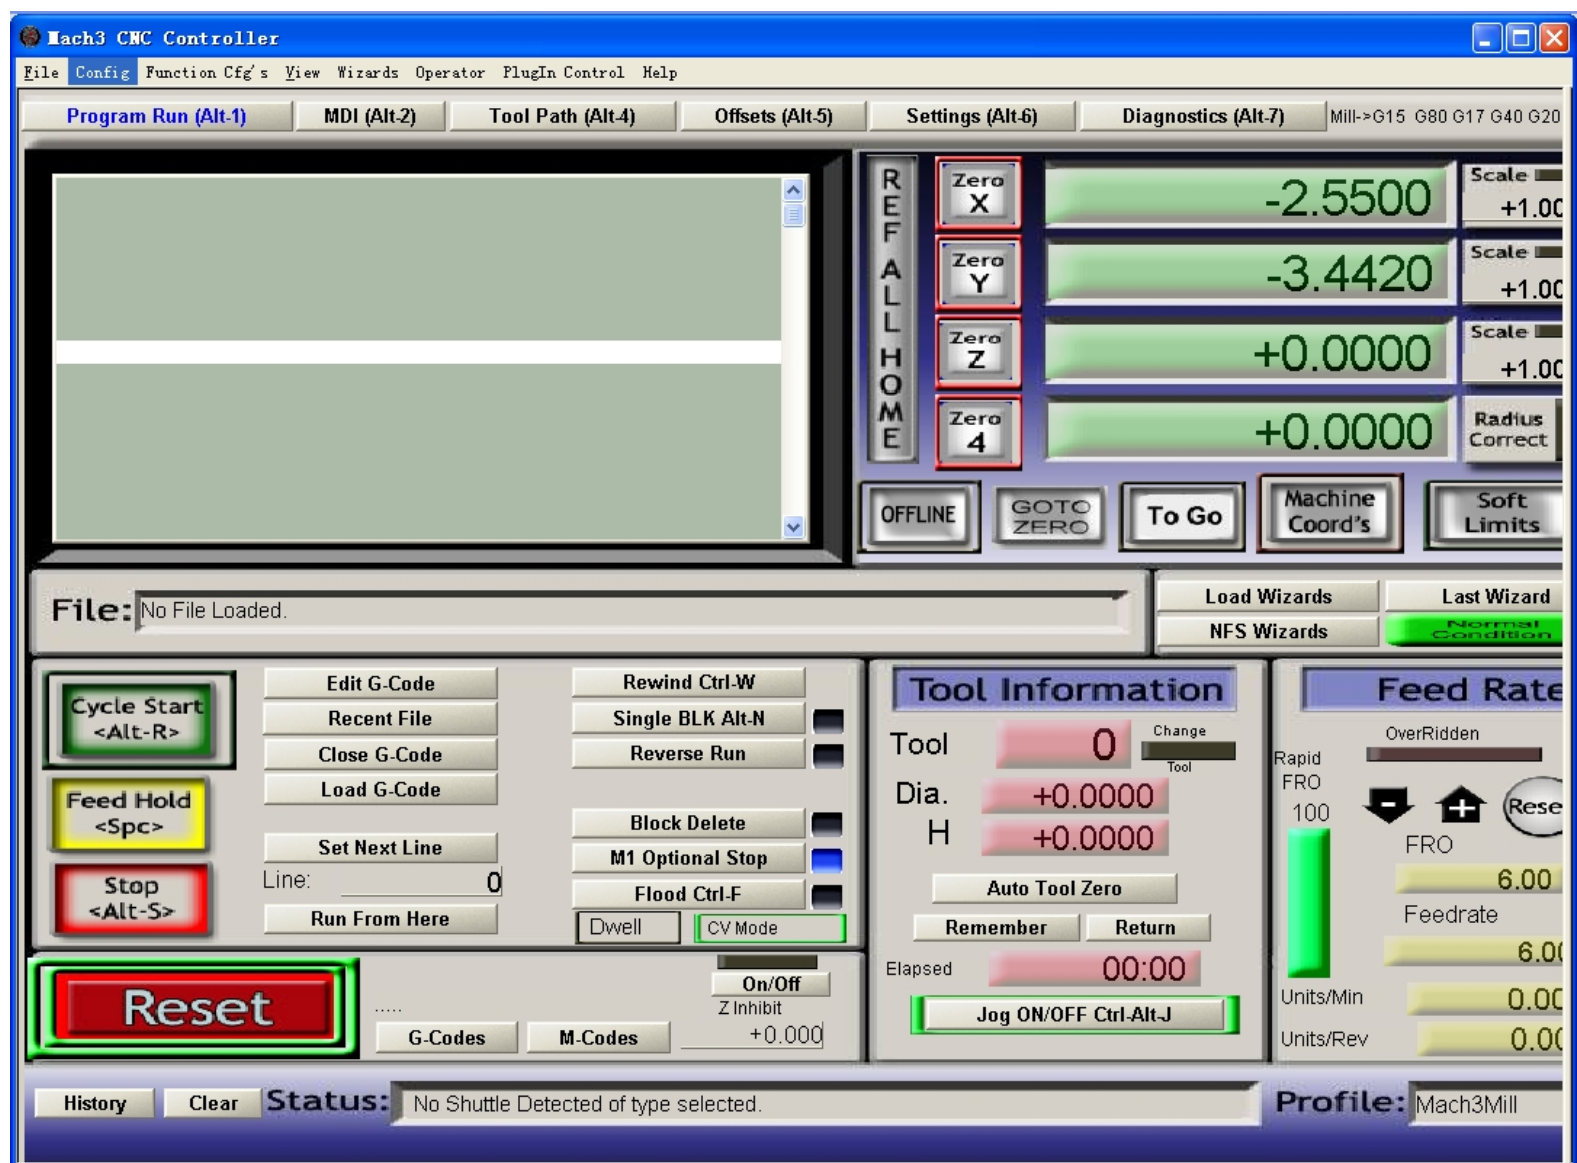 Mach3 CNC Controller
File Config Function Cfg's View Wizards Operator PlugIn Control Help
Program Run (Alt-1) MDI (Alt-2) Tool Path (Alt-4) Offsets (Alt-5) Settings (Alt-6) Diagnostics (Alt-7) Mill->G15 G80 G17 G40 G20
REF ALL HOME
Zero X -2.5500 Scale +1.00
Zero Y -3.4420 Scale +1.00
Zero Z +0.0000 Scale +1.00
Zero 4 +0.0000 Radius Correct
OFFLINE GOTO ZERO To Go Machine Coord's Soft Limits
File: No File Loaded.
Load Wizards Last Wizard
NFS Wizards Normal Condition
Cycle Start <Alt-R>
Feed Hold <Spc>
Stop <Alt-S>
Edit G-Code
Recent File
Close G-Code
Load G-Code
Set Next Line
Line: 0
Run From Here
Rewind Ctrl-W
Single BLK Alt-N
Reverse Run
Block Delete
M1 Optional Stop
Flood Ctrl-F
Dwell CV Mode
Reset
.....
G-Codes M-Codes
On/Off
Z Inhibit
+0.000
Tool Information
Tool 0 Change Tool
Dia. +0.0000
H +0.0000
Auto Tool Zero
Remember Return
Elapsed 00:00
Jog ON/OFF Ctrl-Alt-J
Feed Rate
OverRidden
Rapid
FRO
100
Rese
FRO
6.00
Feedrate
6.00
Units/Min 0.00
Units/Rev 0.00
History Clear Status: No Shuttle Detected of type selected. Profile: Mach3Mill